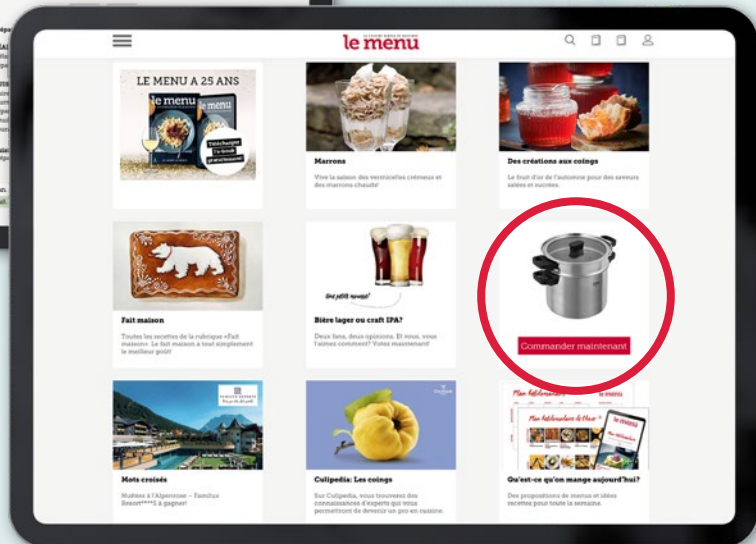 le menu
LE MENU A 25 ANS
le menu
Téléchargez
l'e-book
gratuitement!
Marrons
Vive la saison des vermicelles crémeux et
des marrons chauds!
Des créations aux coings
Le fruit d'or de l'automne pour des saveurs
salées et sucrées.
Fait maison
Toutes les recettes de la rubrique «Fait
maison». Le fait maison a tout simplement
le meilleur goût!
Une petite mousse?
Bière lager ou craft IPA?
Deux fans, deux opinions. Et vous, vous
l'aimez comment? Votez maintenant!
Commander maintenant
Mots croisés
Nuitées à l'Alpenrose – Familux
Resort****S à gagner!
Culipedia: Les coings
Sur Culipedia, vous trouverez des
connaissances d'experts qui vous
permettront de devenir un pro en cuisine.
le menu
Qu'est-ce qu'on mange aujourd'hui?
Des propositions de menus et idées
recettes pour toute la semaine.